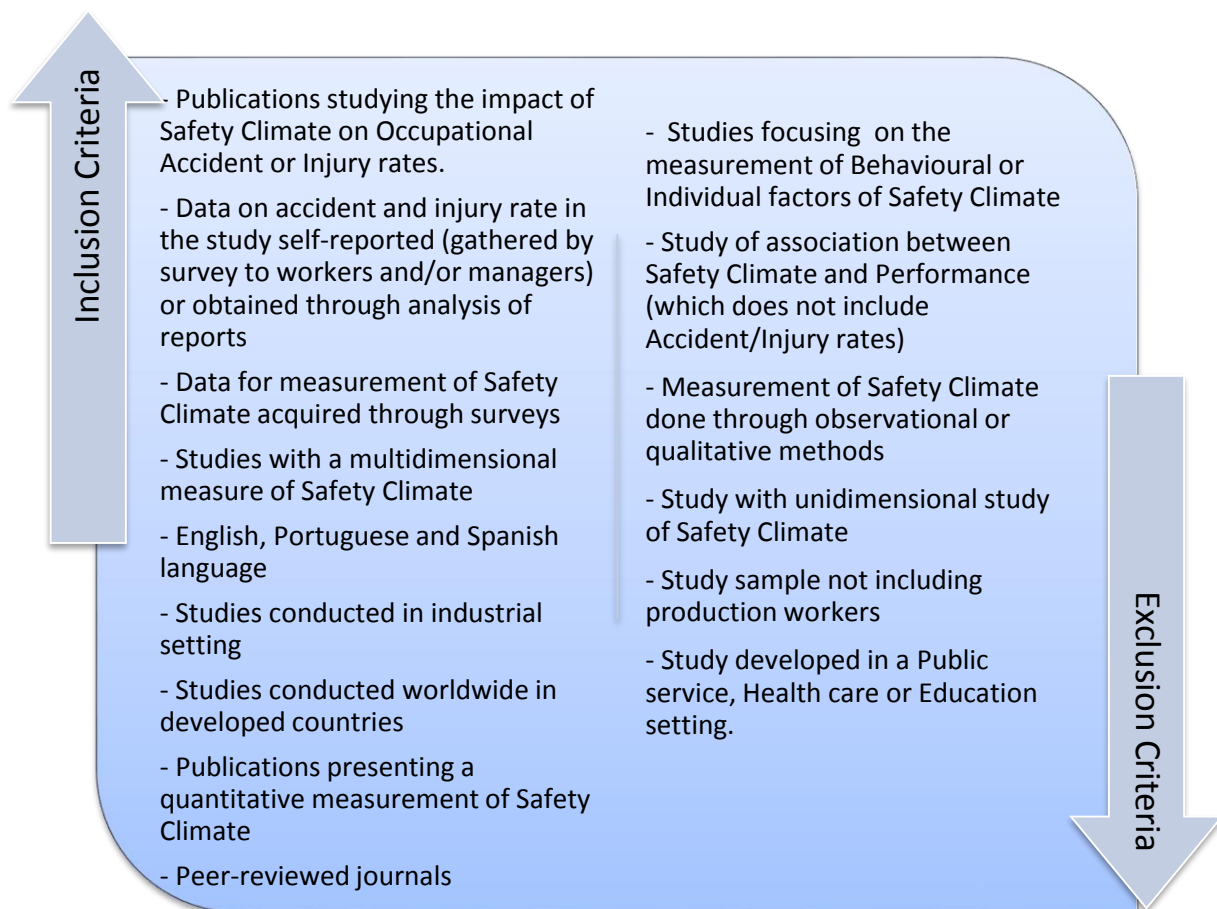 Inclusion Criteria
- Publications studying the impact of
Safety Climate on Occupational
Accident or Injury rates.
- Data on accident and injury rate in
the study self-reported (gathered by
survey to workers and/or managers)
or obtained through analysis of
reports
- Data for measurement of Safety
Climate acquired through surveys
- Studies with a multidimensional
measure of Safety Climate
- English, Portuguese and Spanish
language
- Studies conducted in industrial
setting
- Studies conducted worldwide in
developed countries
- Publications presenting a
quantitative measurement of Safety
Climate
- Peer-reviewed journals
- Studies focusing on the
measurement of Behavioural or
Individual factors of Safety Climate
- Study of association between
Safety Climate and Performance
(which does not include
Accident/Injury rates)
- Measurement of Safety Climate
done through observational or
qualitative methods
- Study with unidimensional study
of Safety Climate
- Study sample not including
production workers
- Study developed in a Public
service, Health care or Education
setting.
Exclusion Criteria